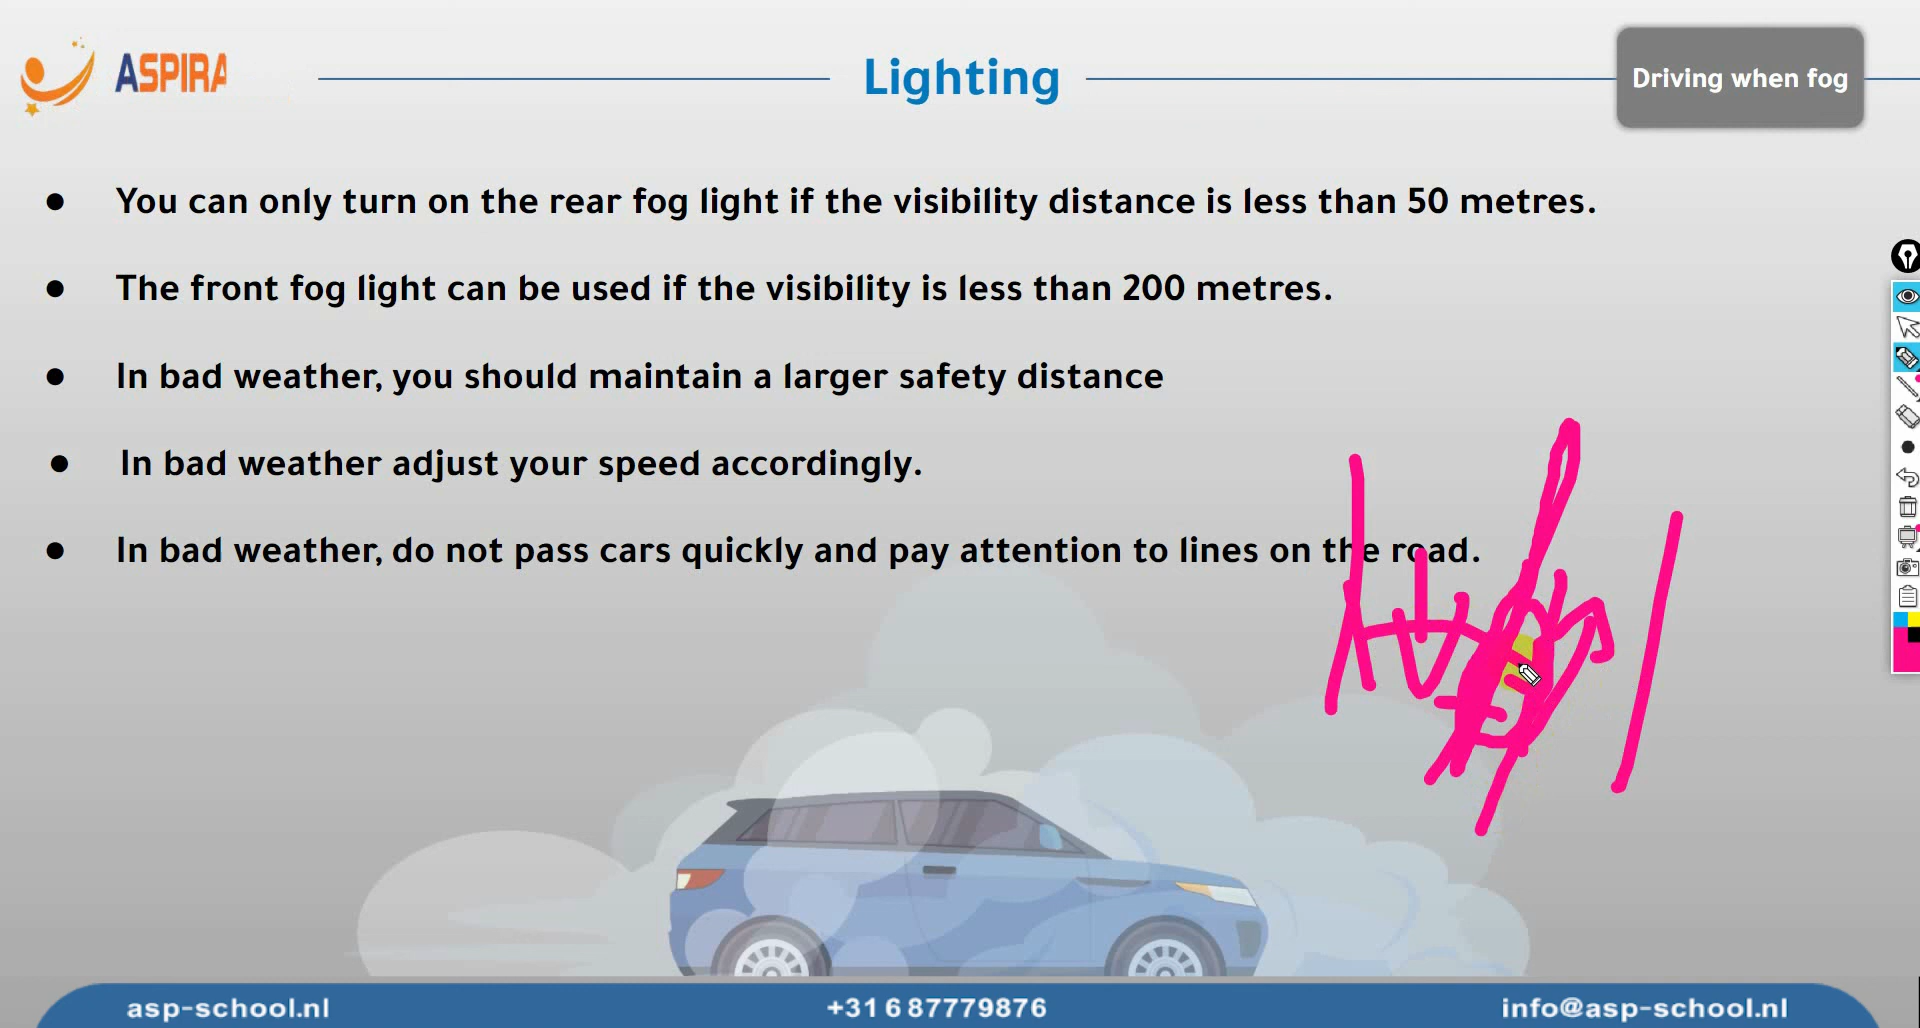 ASPIRA
Lighting
Driving when fog
● You can only turn on the rear fog light if the visibility distance is less than 50 metres.
● The front fog light can be used if the visibility is less than 200 metres.
● In bad weather, you should maintain a larger safety distance
● In bad weather adjust your speed accordingly.
● In bad weather, do not pass cars quickly and pay attention to lines on the road.
asp-school.nl
+31 6 87779876
info@asp-school.nl